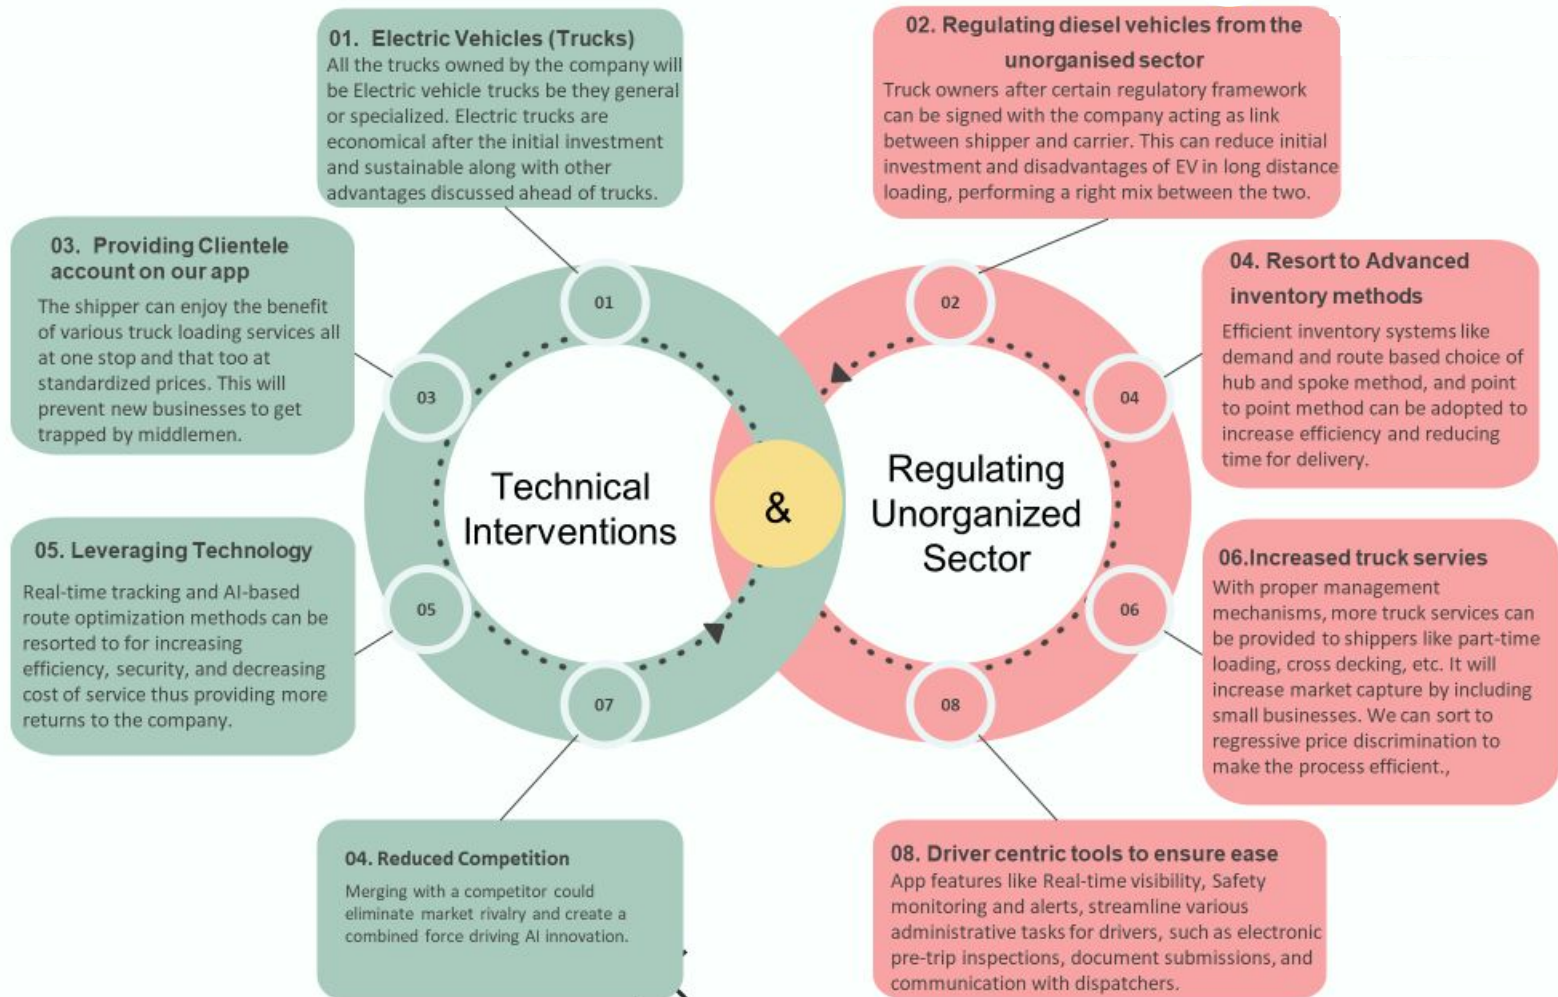 01. Electric Vehicles (Trucks)
All the trucks owned by the company will
be Electric vehicle trucks be they general
or specialized. Electric trucks are
economical after the initial investment
and sustainable along with other
advantages discussed ahead of trucks.
02. Regulating diesel vehicles from the
unorganised sector
Truck owners after certain regulatory framework
can be signed with the company acting as link
between shipper and carrier. This can reduce initial
investment and disadvantages of EV in long distance
loading, performing a right mix between the two.
03. Providing Clientele
account on our app
The shipper can enjoy the benefit
of various truck loading services all
at one stop and that too at
standardized prices. This will
prevent new businesses to get
trapped by middlemen.
04. Resort to Advanced
inventory methods
Efficient inventory systems like
demand and route based choice of
hub and spoke method, and point
to point method can be adopted to
increase efficiency and reducing
time for delivery.
05. Leveraging Technology
Real-time tracking and AI-based
route optimization methods can be
resorted to for increasing
efficiency, security, and decreasing
cost of service thus providing more
returns to the company.
06.Increased truck servies
With proper management
mechanisms, more truck services can
be provided to shippers like part-time
loading, cross decking, etc. It will
increase market capture by including
small businesses. We can sort to
regressive price discrimination to
make the process efficient.,
04. Reduced Competition
Merging with a competitor could
eliminate market rivalry and create a
combined force driving AI innovation.
08. Driver centric tools to ensure ease
App features like Real-time visibility, Safety
monitoring and alerts, streamline various
administrative tasks for drivers, such as electronic
pre-trip inspections, document submissions, and
communication with dispatchers.
01
03
05
07
Technical
Interventions
&
02
04
06
08
Regulating
Unorganized
Sector